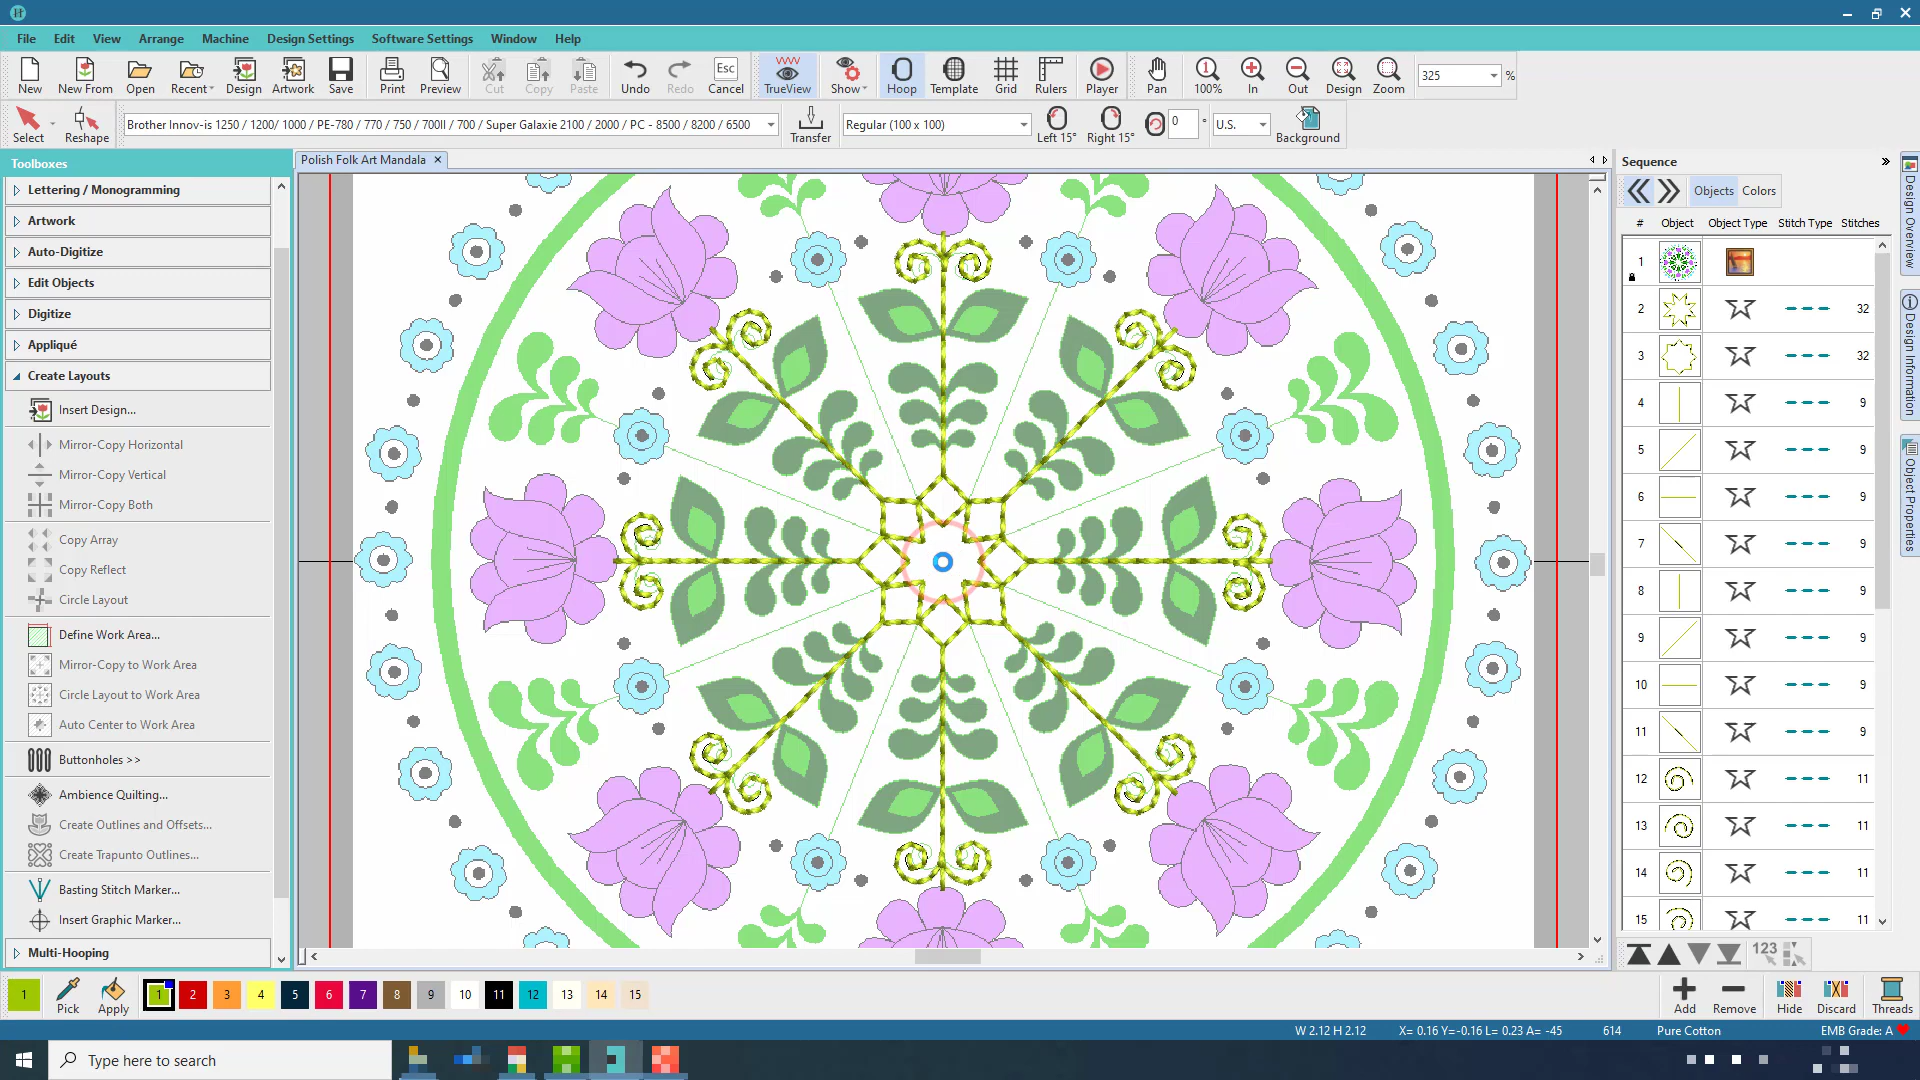 File Edit View Arrange Machine Design Settings Software Settings Window Help
New New From Open Recent Design Artwork Save Print Preview Cut Copy Paste Undo Redo Esc Cancel TrueView Show Hoop Template Grid Rulers Player Pan 1 100% In Out Design Zoom 325 %
Select Reshape Brother Innov-is 1250 / 1200/ 1000 / PE-780 / 770 / 750 / 700II / 700 / Super Galaxie 2100 / 2000 / PC - 8500 / 8200 / 6500 Transfer Regular (100 x 100) Left 15° Right 15° 0 ° U.S. Background
Toolboxes
Lettering / Monogramming
Artwork
Auto-Digitize
Edit Objects
Digitize
Appliqué
Create Layouts
Insert Design...
Mirror-Copy Horizontal
Mirror-Copy Vertical
Mirror-Copy Both
Copy Array
Copy Reflect
Circle Layout
Define Work Area...
Mirror-Copy to Work Area
Circle Layout to Work Area
Auto Center to Work Area
Buttonholes >>
Ambience Quilting...
Create Outlines and Offsets...
Create Trapunto Outlines...
Basting Stitch Marker...
Insert Graphic Marker...
Multi-Hooping
Polish Folk Art Mandala
Sequence
Objects Colors
# Object Object Type Stitch Type Stitches
1
2 32
3 32
4 9
5 9
6 9
7 9
8 9
9 9
10 9
11 9
12 11
13 11
14 11
15 11
123
Design Overview
Design Information
Object Properties
1 Pick Apply 1 2 3 4 5 6 7 8 9 10 11 12 13 14 15
Add Remove Hide Discard Threads
W 2.12 H 2.12 X= 0.16 Y=-0.16 L= 0.23 A= -45 614 Pure Cotton EMB Grade: A
Type here to search